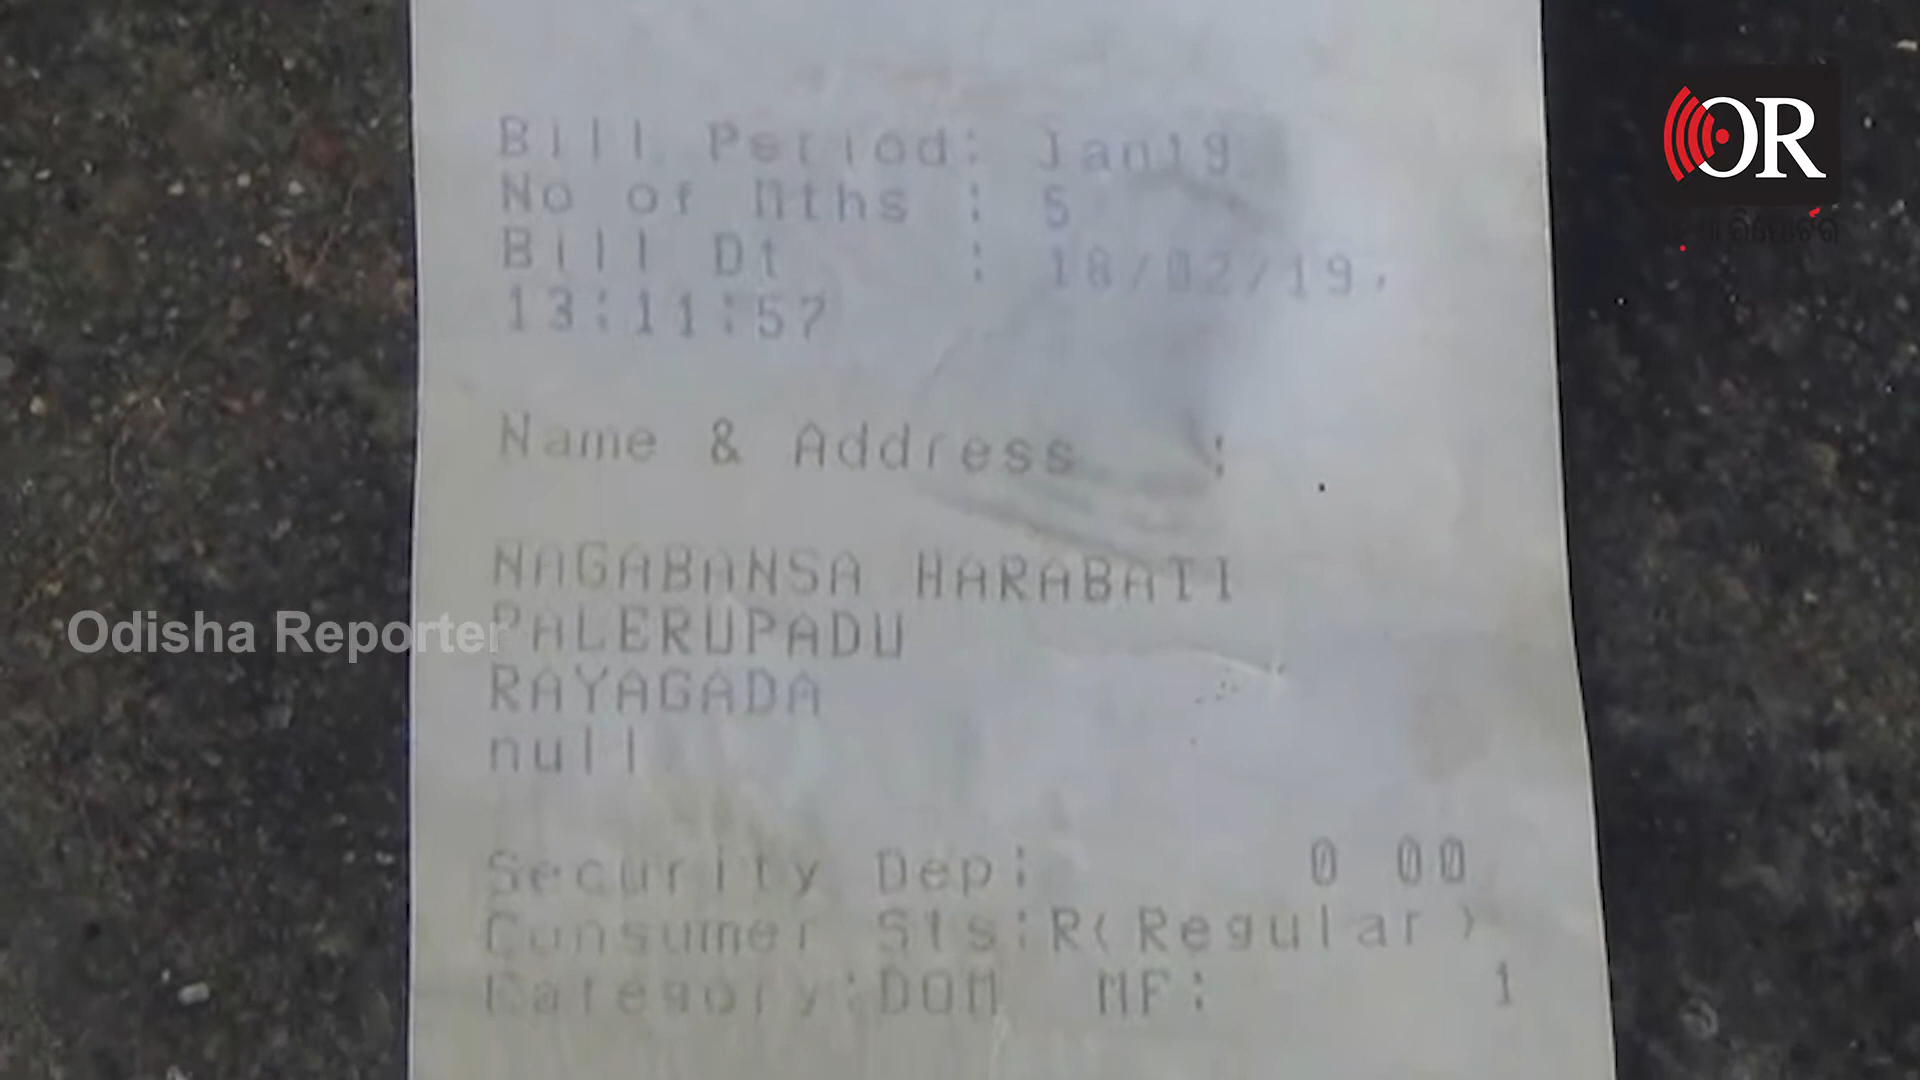 Bill Period: Jan19
No of Mths : 5
Bill Dt : 18/02/19,
13:11:57
Name & Address :
NAGABANSA HARABATI
PALERUPADU
RAYAGADA
null
Security Dep: 0 00
Consumer Sts:R(Regular)
Category:DOM MF: 1
Odisha Reporter
OR